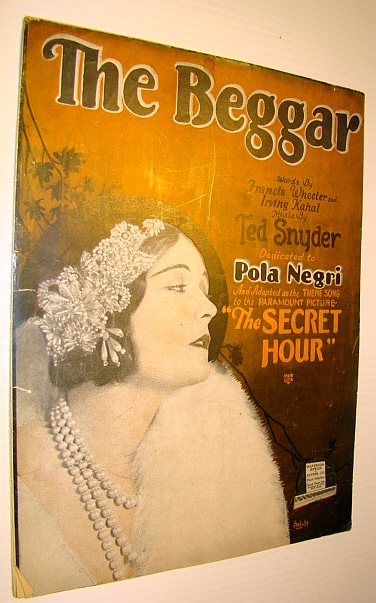 The Beggar
Words By
Francis Wheeler and
Irving Kahal
Music By
Ted Snyder
Dedicated to
Pola Negri
And Adapted as the THEME SONG
to the PARAMOUNT PICTURE-
"The SECRET
HOUR"
MADE
U.S.A.